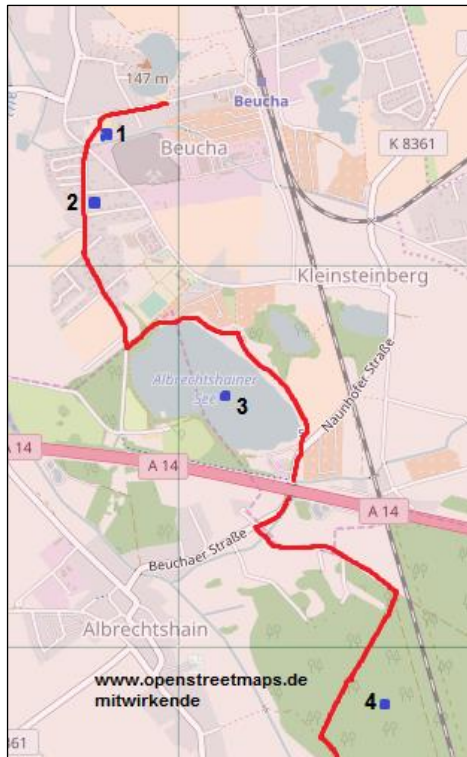 147 m
Beucha
1
Beucha
K 8361
2
Kleinsteinberg
Naunhofer Straße
Albrechtshainer
See
3
A 14
A 14
A 14
Beuchaer Straße
Albrechtshain
www.openstreetmaps.de
mitwirkende
4
361